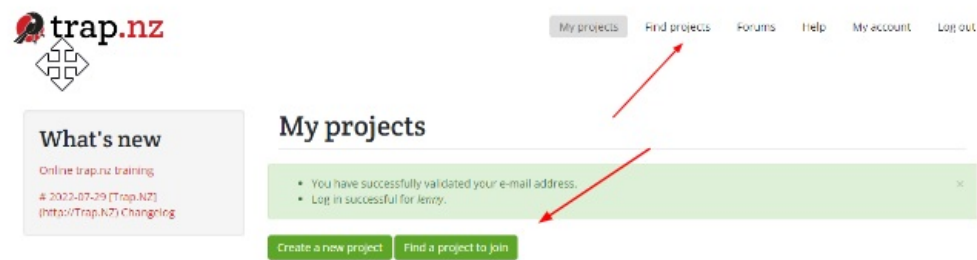 trap.nz
My projects Find projects Forums Help My account Log out
What's new
Online trap.nz training
# 2022-07-29 [Trap.NZ]
(http://Trap.NZ) Changelog
My projects
You have successfully validated your e-mail address.
Log in successful for lenny.
×
Create a new project Find a project to join